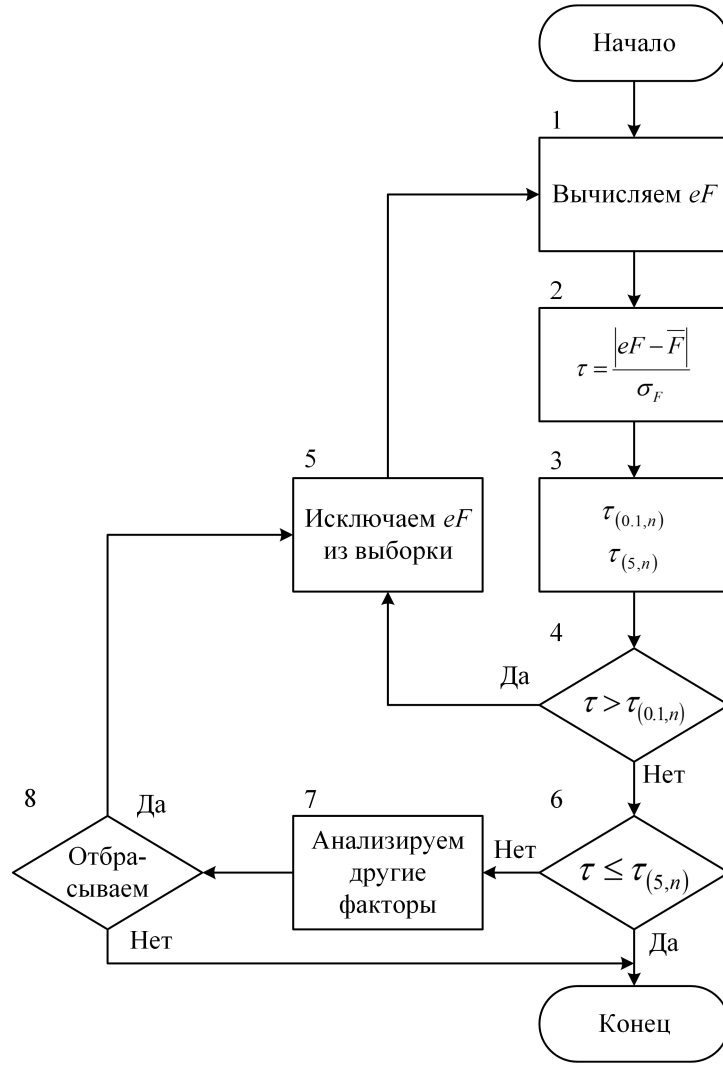 Начало
1
Вычисляем eF
2
τ = |eF − F̅| / σ_F
5
3
Исключаем eF
из выборки
τ_(0.1,n)
τ_(5,n)
4
Да
τ > τ_(0.1,n)
Нет
8
7
6
Да
Отбра-
сываем
Анализируем
другие
факторы
Нет
τ ≤ τ_(5,n)
Нет
Да
Конец